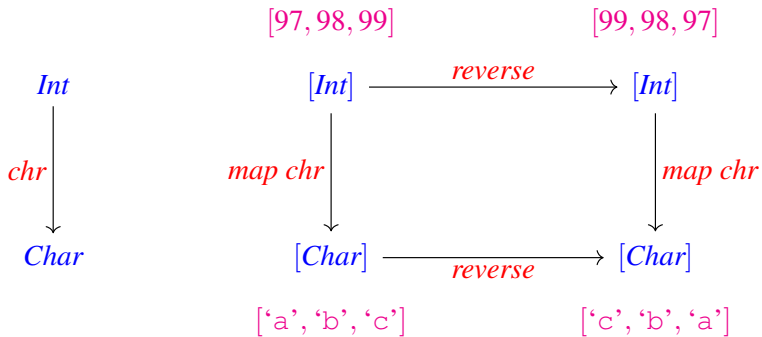 [97, 98, 99] [99, 98, 97]
Int [Int] reverse [Int]
chr map chr map chr
Char [Char] reverse [Char]
[‘a’, ‘b’, ‘c’] [‘c’, ‘b’, ‘a’]